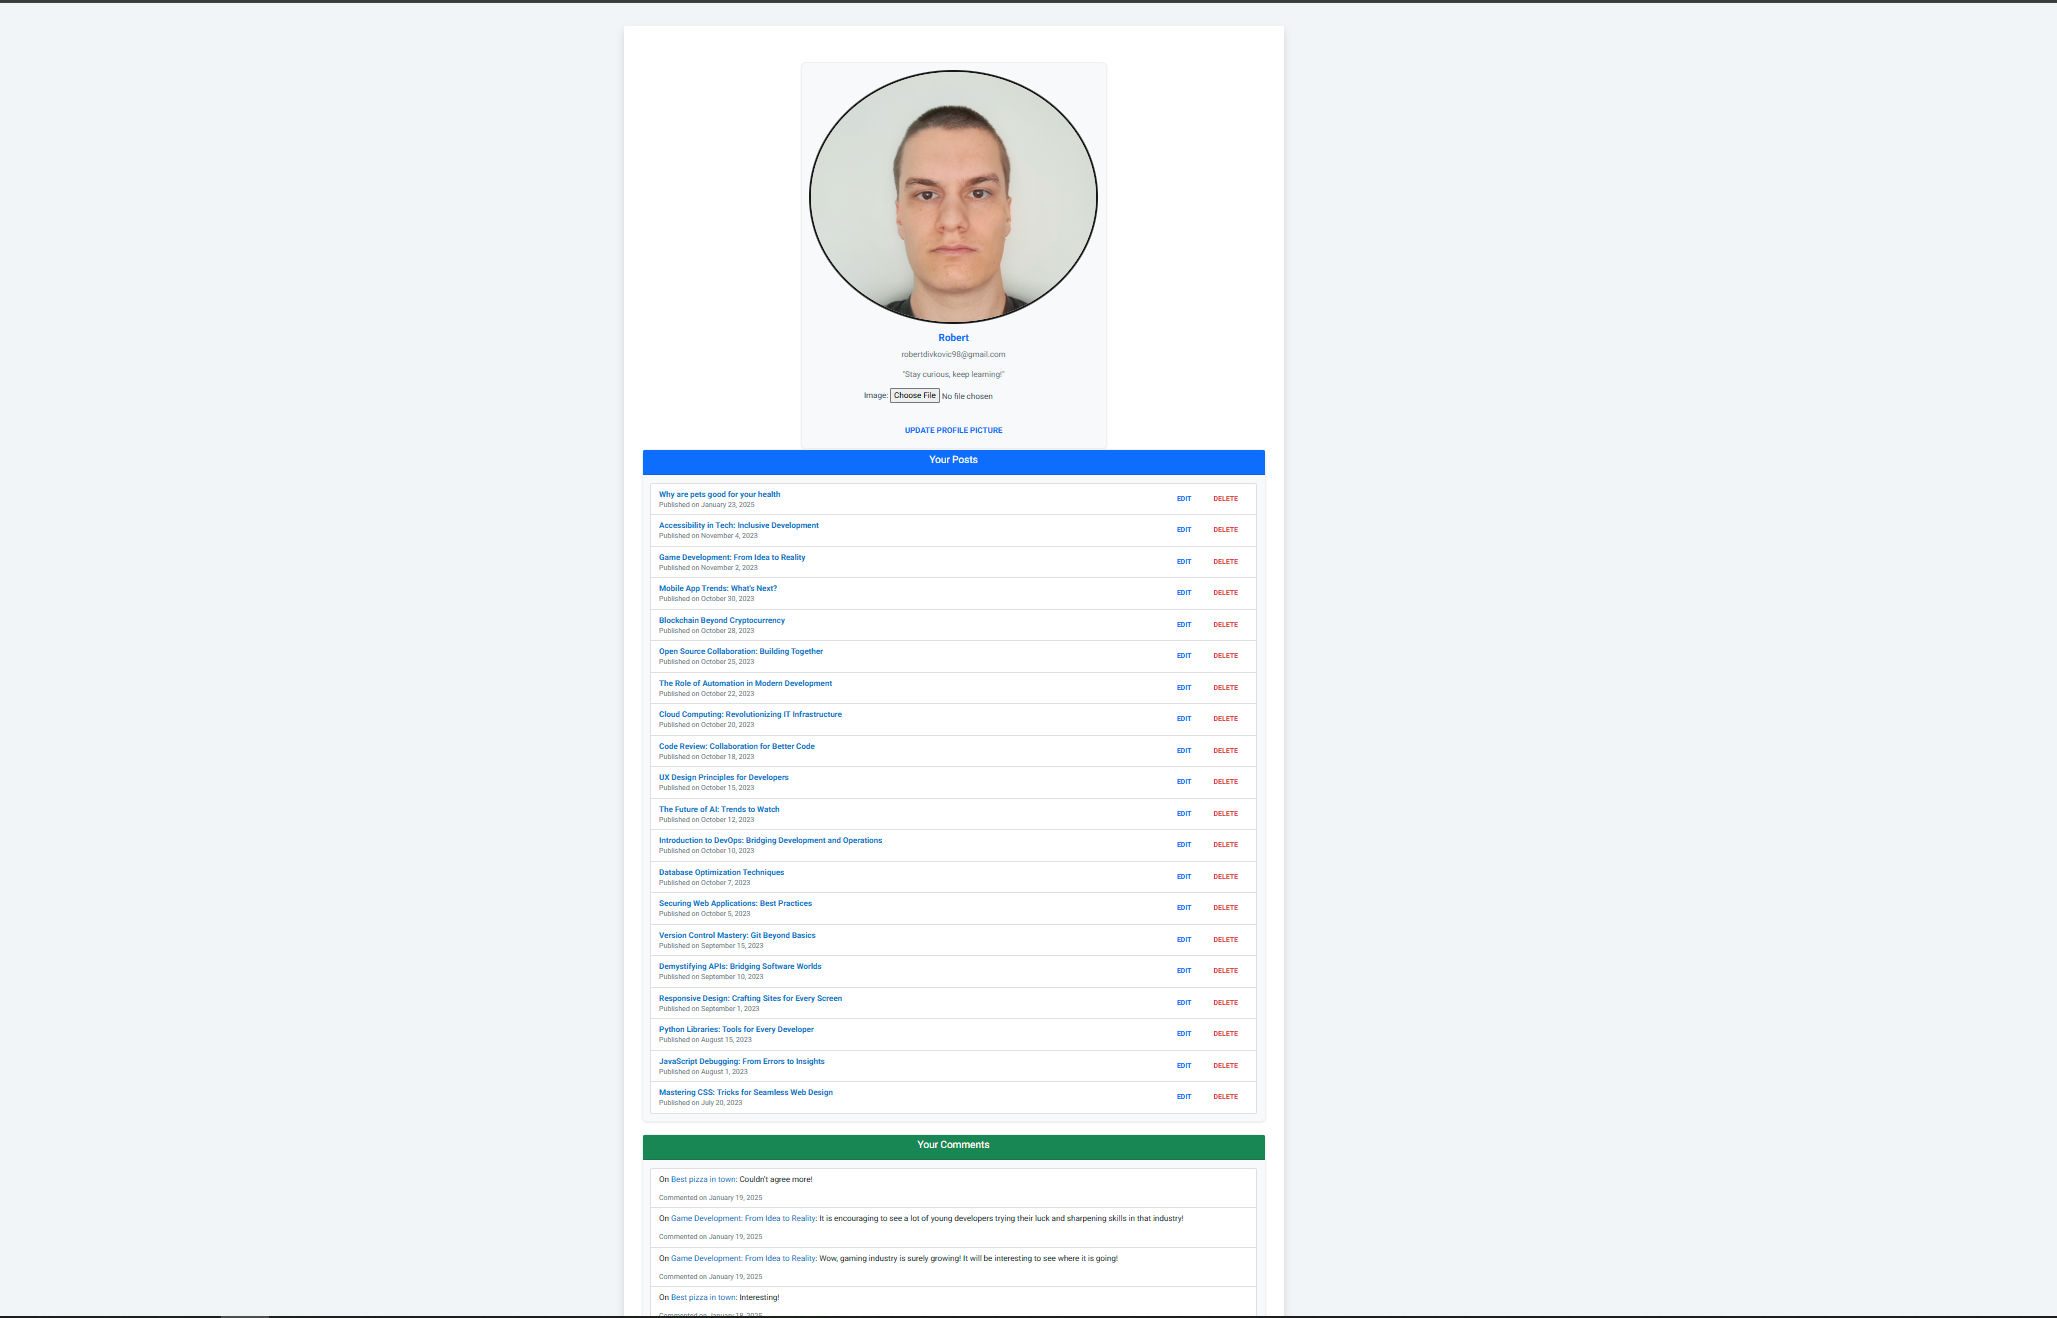 Robert
robertdivkovic98@gmail.com
"Stay curious, keep learning!"
Image: Choose File No file chosen
UPDATE PROFILE PICTURE
Your Posts
Why are pets good for your health
Published on January 23, 2025
EDIT DELETE
Accessibility in Tech: Inclusive Development
Published on November 4, 2023
EDIT DELETE
Game Development: From Idea to Reality
Published on November 2, 2023
EDIT DELETE
Mobile App Trends: What's Next?
Published on October 30, 2023
EDIT DELETE
Blockchain Beyond Cryptocurrency
Published on October 28, 2023
EDIT DELETE
Open Source Collaboration: Building Together
Published on October 25, 2023
EDIT DELETE
The Role of Automation in Modern Development
Published on October 22, 2023
EDIT DELETE
Cloud Computing: Revolutionizing IT Infrastructure
Published on October 20, 2023
EDIT DELETE
Code Review: Collaboration for Better Code
Published on October 18, 2023
EDIT DELETE
UX Design Principles for Developers
Published on October 15, 2023
EDIT DELETE
The Future of AI: Trends to Watch
Published on October 12, 2023
EDIT DELETE
Introduction to DevOps: Bridging Development and Operations
Published on October 10, 2023
EDIT DELETE
Database Optimization Techniques
Published on October 7, 2023
EDIT DELETE
Securing Web Applications: Best Practices
Published on October 5, 2023
EDIT DELETE
Version Control Mastery: Git Beyond Basics
Published on September 15, 2023
EDIT DELETE
Demystifying APIs: Bridging Software Worlds
Published on September 10, 2023
EDIT DELETE
Responsive Design: Crafting Sites for Every Screen
Published on September 1, 2023
EDIT DELETE
Python Libraries: Tools for Every Developer
Published on August 15, 2023
EDIT DELETE
JavaScript Debugging: From Errors to Insights
Published on August 1, 2023
EDIT DELETE
Mastering CSS: Tricks for Seamless Web Design
Published on July 20, 2023
EDIT DELETE
Your Comments
On Best pizza in town: Couldn't agree more!
Commented on January 19, 2025
On Game Development: From Idea to Reality: It is encouraging to see a lot of young developers trying their luck and sharpening skills in that industry!
Commented on January 19, 2025
On Game Development: From Idea to Reality: Wow, gaming industry is surely growing! It will be interesting to see where it is going!
Commented on January 19, 2025
On Best pizza in town: Interesting!
Commented on January 18, 2025